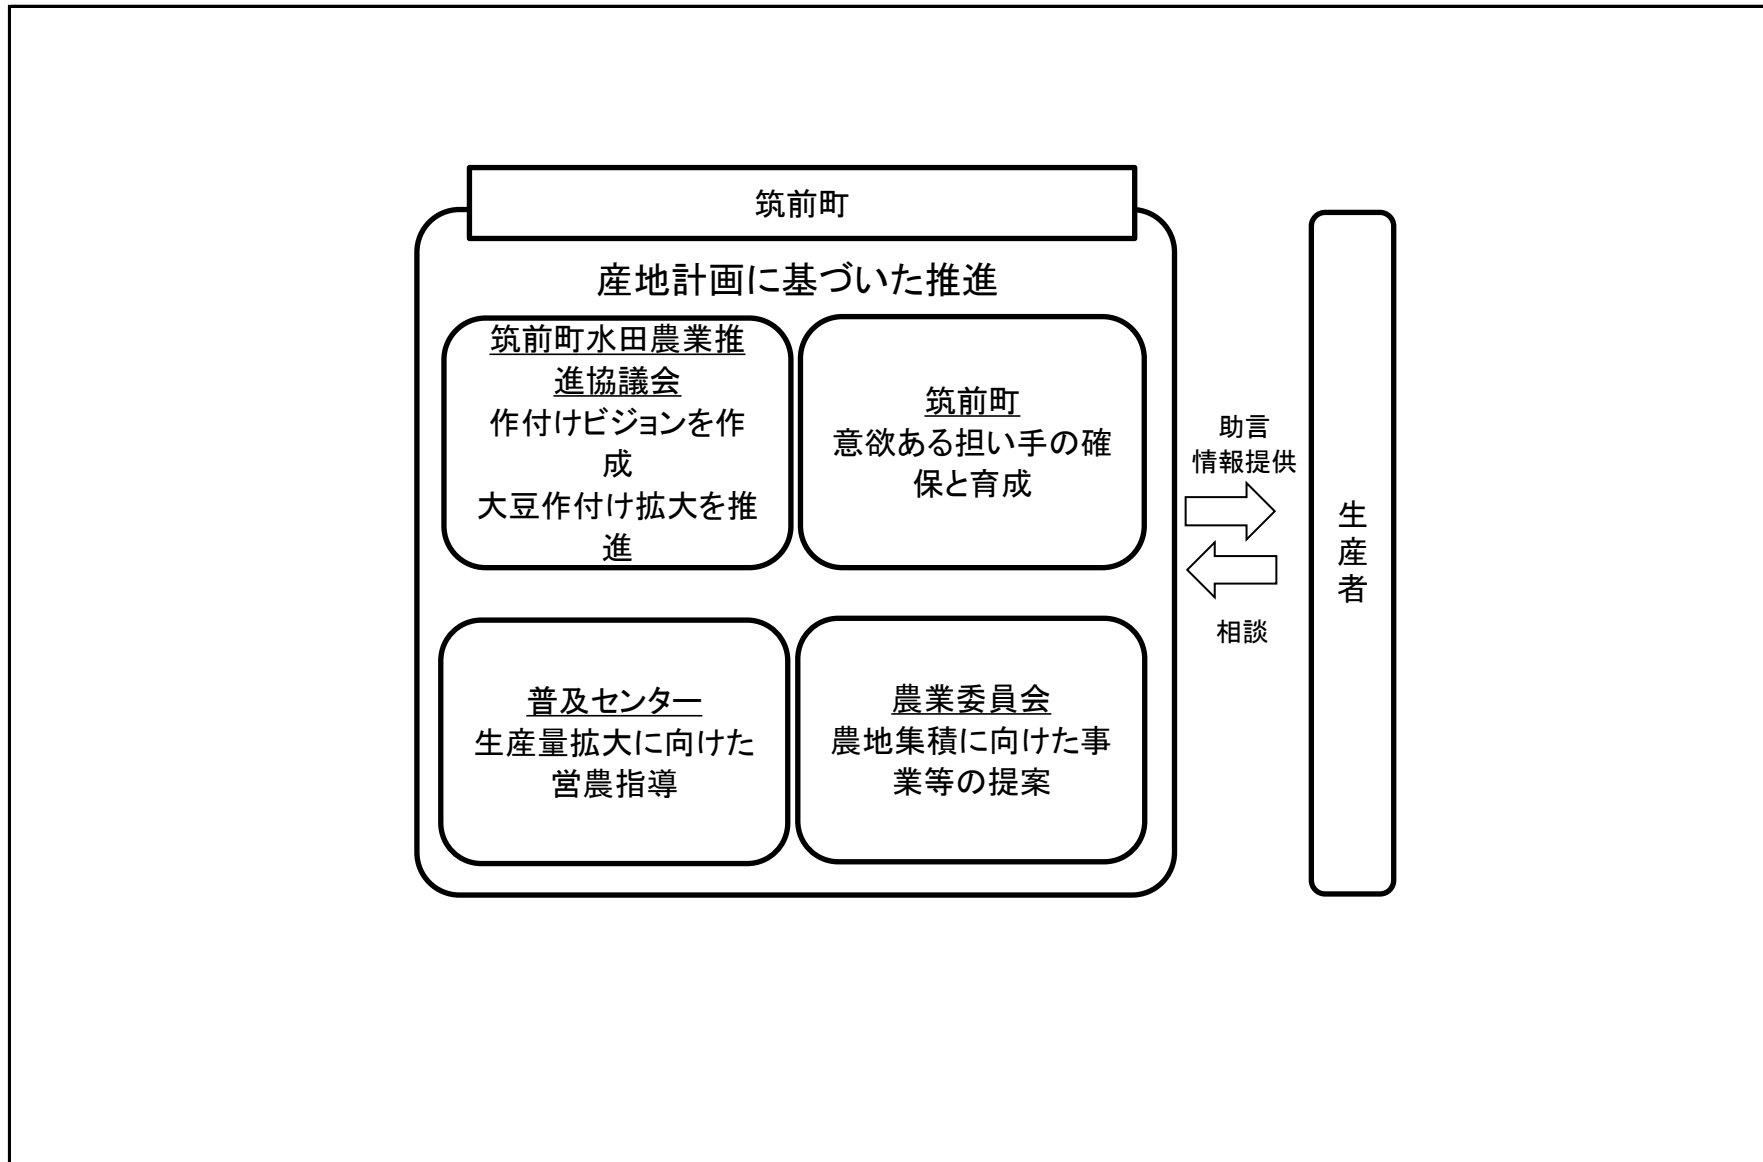 筑前町
産地計画に基づいた推進
筑前町水田農業推
進協議会
作付けビジョンを作
成
大豆作付け拡大を推
進
筑前町
意欲ある担い手の確
保と育成
普及センター
生産量拡大に向けた
営農指導
農業委員会
農地集積に向けた事
業等の提案
助言
情報提供
相談
生産者